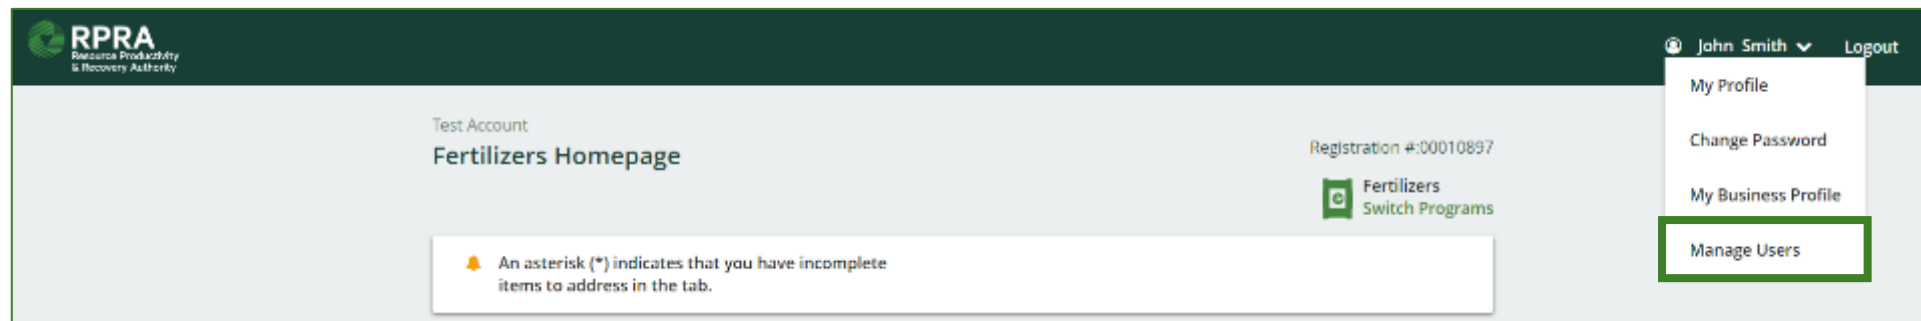 RPRA
Resource Productivity
& Recovery Authority
John Smith
Logout
My Profile
Change Password
My Business Profile
Manage Users
Test Account
Fertilizers Homepage
Registration #:00010897
Fertilizers
Switch Programs
An asterisk (*) indicates that you have incomplete
items to address in the tab.